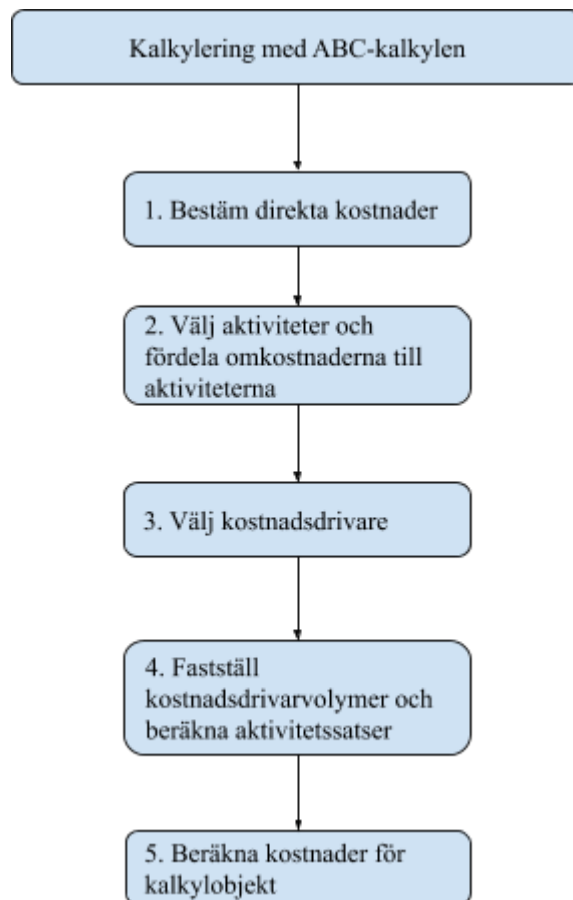 Kalkylering med ABC-kalkylen
1. Bestäm direkta kostnader
2. Välj aktiviteter och
fördela omkostnaderna till
aktiviteterna
3. Välj kostnadsdrivare
4. Fastställ
kostnadsdrivarvolymer och
beräkna aktivitetssatser
5. Beräkna kostnader för
kalkylobjekt